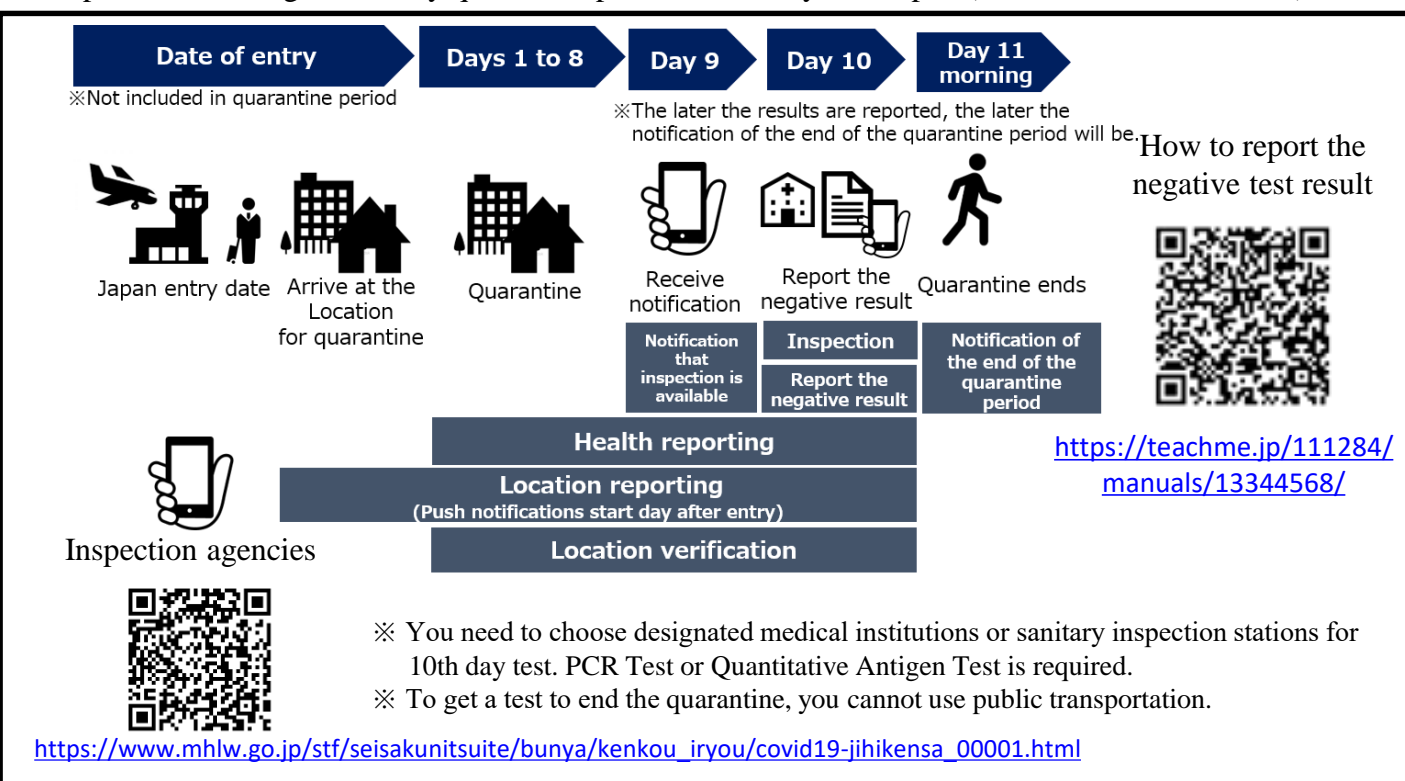 Date of entry
Days 1 to 8
Day 9
Day 10
Day 11
morning
※Not included in quarantine period
※The later the results are reported, the later the
notification of the end of the quarantine period will be.
How to report the
negative test result
Japan entry date
Arrive at the
Location
for quarantine
Quarantine
Receive
notification
Report the
negative result
Quarantine ends
Notification
that
inspection is
available
Inspection
Report the
negative result
Notification of
the end of the
quarantine
period
Health reporting
Location reporting
(Push notifications start day after entry)
Location verification
https://teachme.jp/111284/
manuals/13344568/
Inspection agencies
※ You need to choose designated medical institutions or sanitary inspection stations for
10th day test. PCR Test or Quantitative Antigen Test is required.
※ To get a test to end the quarantine, you cannot use public transportation.
https://www.mhlw.go.jp/stf/seisakunitsuite/bunya/kenkou_iryou/covid19-jihikensa_00001.html